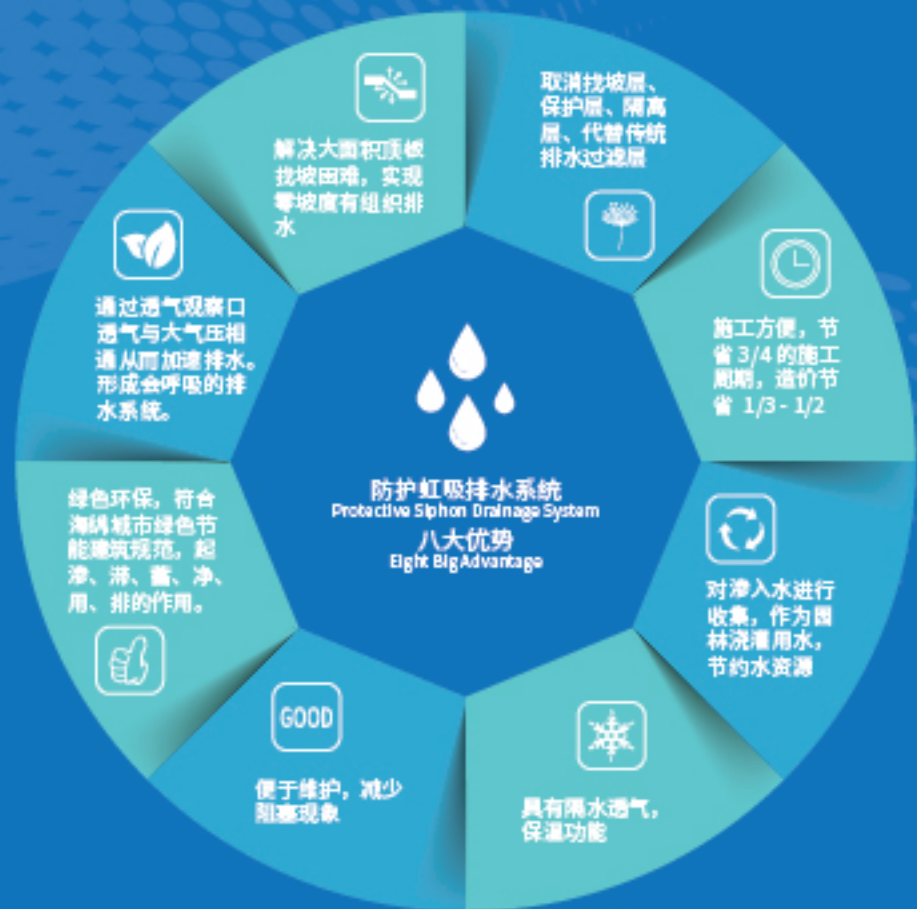 防护虹吸排水系统
Protective Siphon Drainage System
八大优势
Eight Big Advantage
取消找坡层、
保护层、隔离
层、代替传统
排水过滤层
施工方便，节
省 3/4 的施工
周期，造价节
省 1/3 - 1/2
对渗入水进行
收集，作为园
林浇灌用水，
节约水资源
具有隔水透气，
保温功能
GOOD
便于维护，减少
阻塞现象
绿色环保，符合
海绵城市绿色节
能建筑规范，起
渗、滞、蓄、净、
用、排的作用。
通过透气观察口
透气与大气压相
通从而加速排水。
形成会呼吸的排
水系统。
解决大面积顶板
找坡困难，实现
零坡度有组织排
水